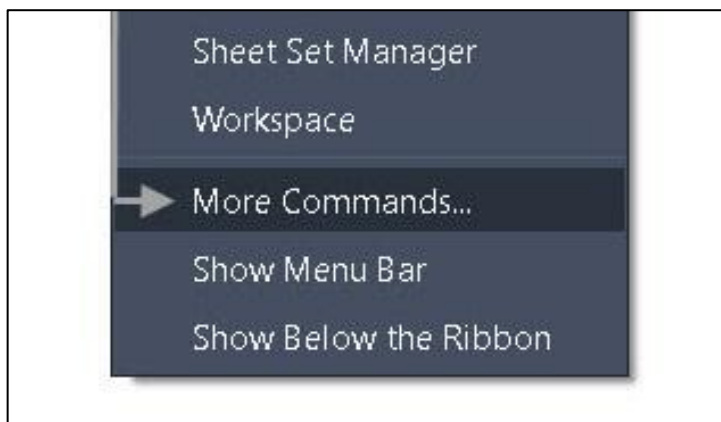 Sheet Set Manager
Workspace
More Commands...
Show Menu Bar
Show Below the Ribbon